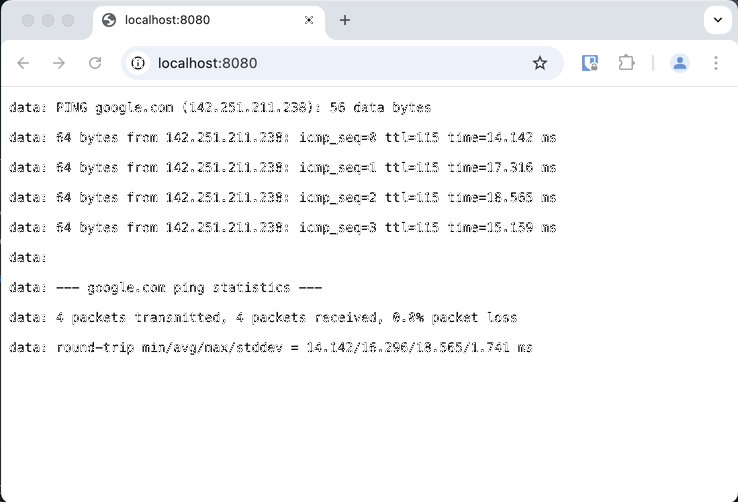 localhost:8080
localhost:8080
data: PING google.com (142.251.211.238): 56 data bytes
data: 64 bytes from 142.251.211.238: icmp_seq=0 ttl=115 time=14.142 ms
data: 64 bytes from 142.251.211.238: icmp_seq=1 ttl=115 time=17.316 ms
data: 64 bytes from 142.251.211.238: icmp_seq=2 ttl=115 time=18.565 ms
data: 64 bytes from 142.251.211.238: icmp_seq=3 ttl=115 time=15.159 ms
data:
data: --- google.com ping statistics ---
data: 4 packets transmitted, 4 packets received, 0.0% packet loss
data: round-trip min/avg/max/stddev = 14.142/16.296/18.565/1.741 ms